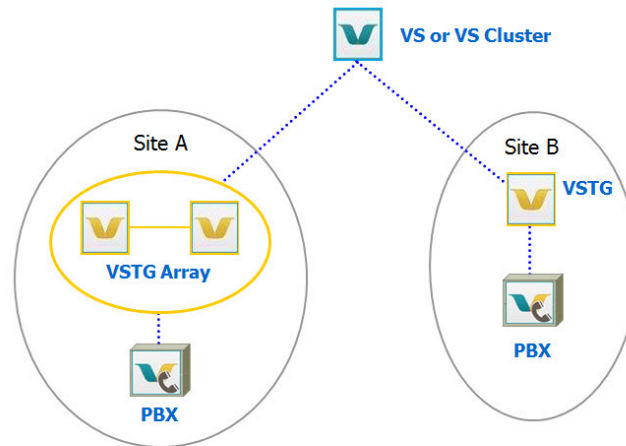 VS or VS Cluster
Site A
Site B
VSTG
VSTG Array
PBX
PBX